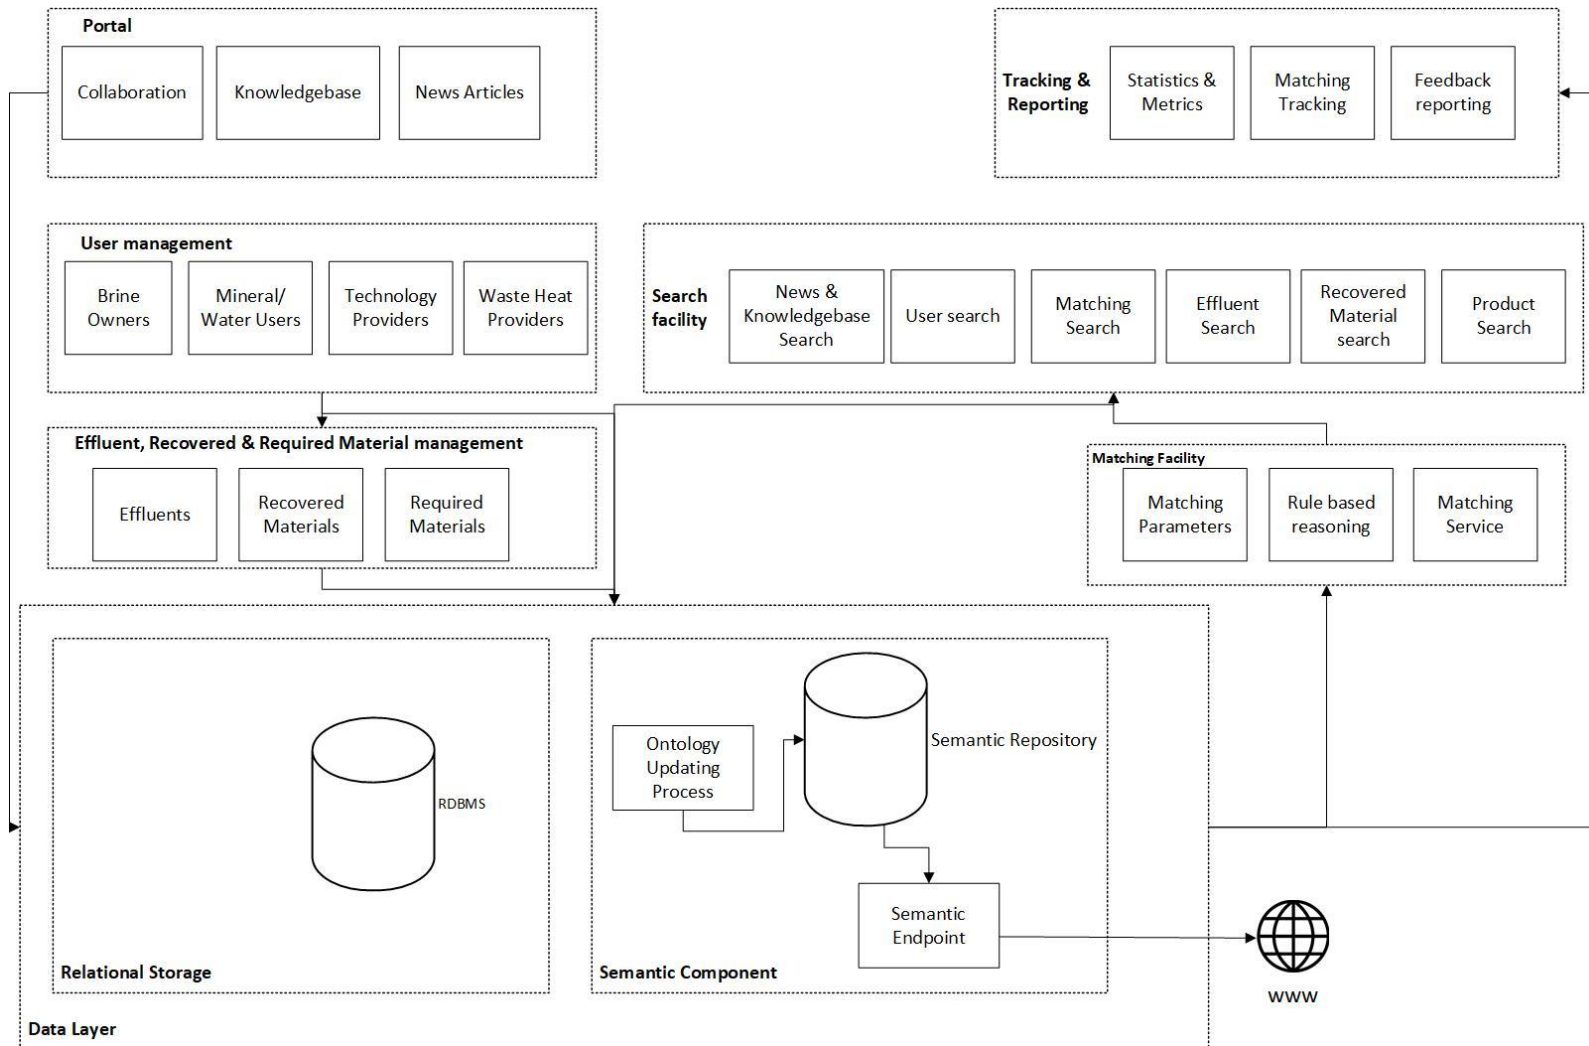 Portal
Collaboration
Knowledgebase
News Articles
Tracking &
Reporting
Statistics &
Metrics
Matching
Tracking
Feedback
reporting
User management
Brine
Owners
Mineral/
Water Users
Technology
Providers
Waste Heat
Providers
Search
facility
News &
Knowledgebase
Search
User search
Matching
Search
Effluent
Search
Recovered
Material
search
Product
Search
Effluent, Recovered & Required Material management
Effluents
Recovered
Materials
Required
Materials
Matching Facility
Matching
Parameters
Rule based
reasoning
Matching
Service
RDBMS
Relational Storage
Ontology
Updating
Process
Semantic Repository
Semantic
Endpoint
Semantic Component
www
Data Layer